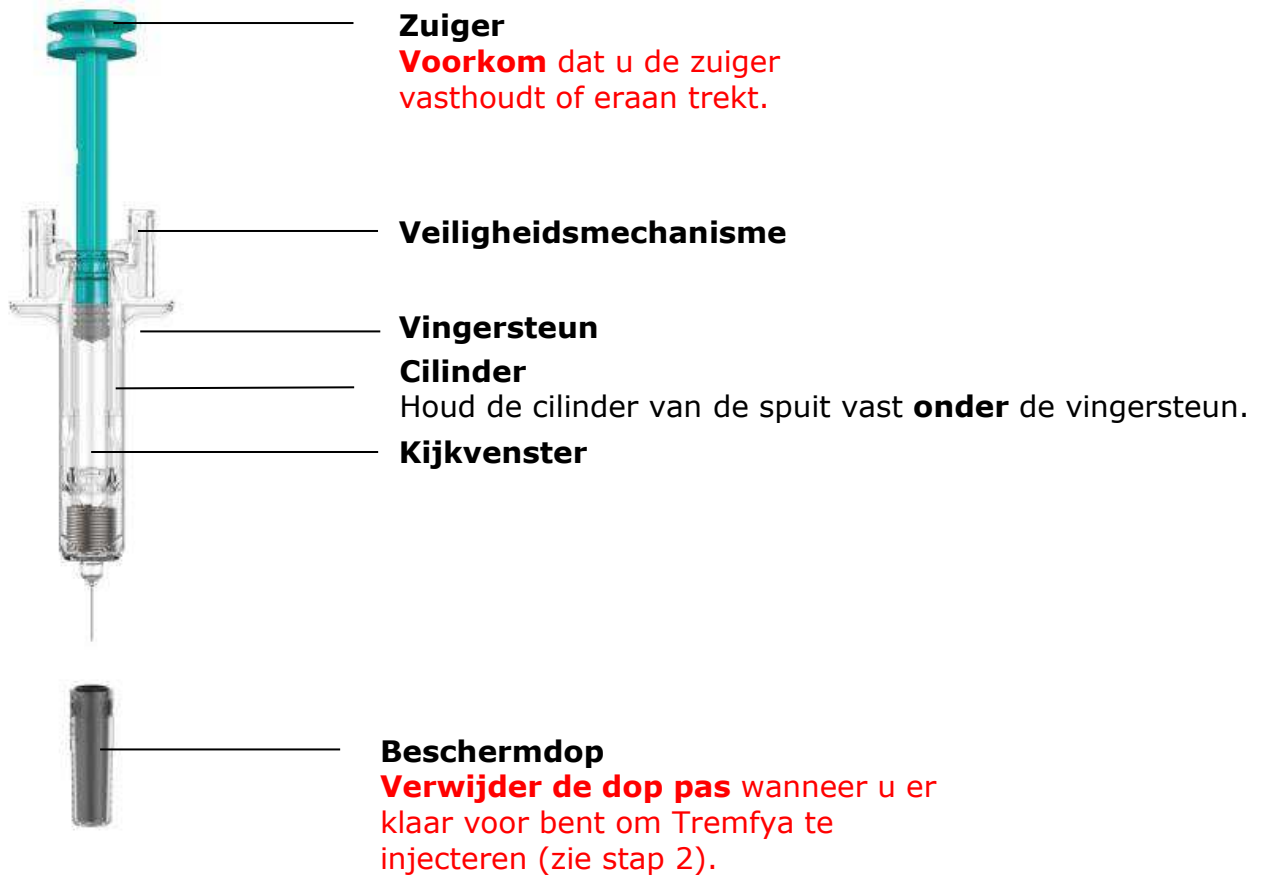 Zuiger
Voorkom dat u de zuiger
vasthoudt of eraan trekt.
Veiligheidsmechanisme
Vingersteun
Cilinder
Houd de cilinder van de spuit vast onder de vingersteun.
Kijkvenster
Beschermdop
Verwijder de dop pas wanneer u er
klaar voor bent om Tremfya te
injecteren (zie stap 2).